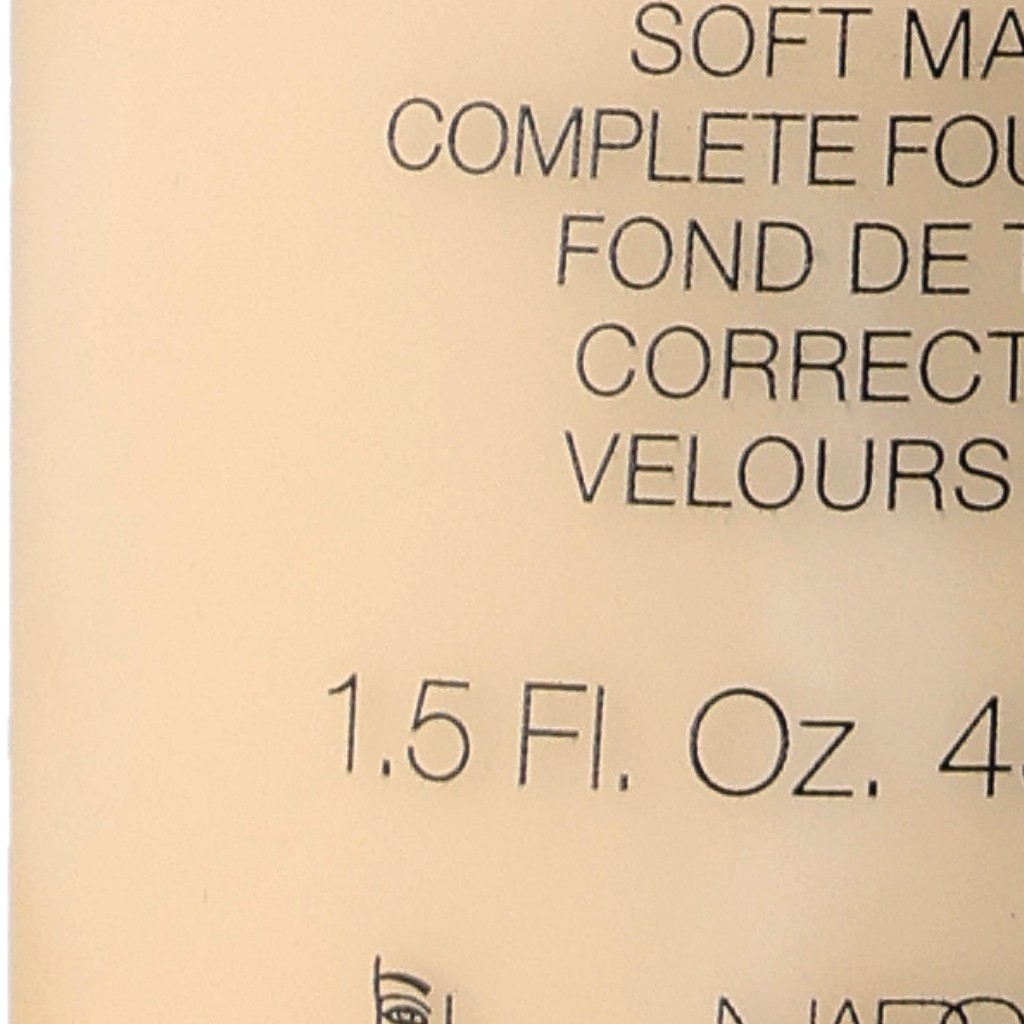 SOFT MA
COMPLETE FOU
FOND DE T
CORRECT
VELOURS
1.5 Fl. Oz. 4